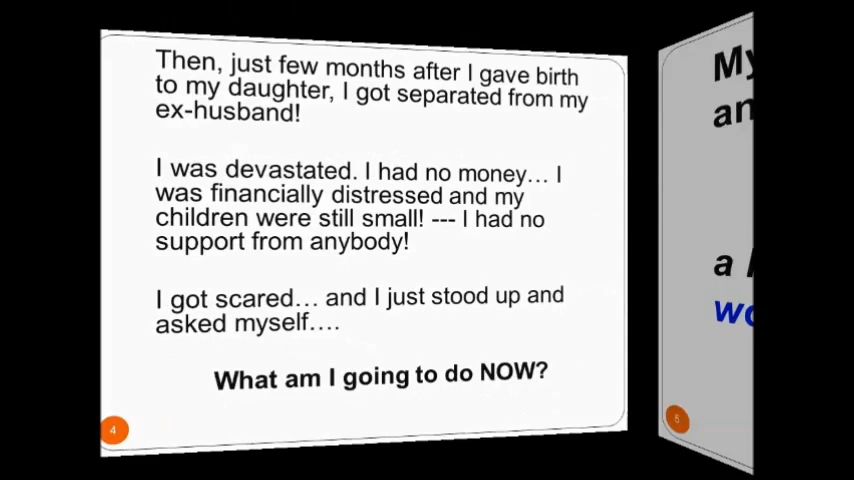 Then, just few months after I gave birth
to my daughter, I got separated from my
ex-husband!
I was devastated. I had no money… I
was financially distressed and my
children were still small! --- I had no
support from anybody!
I got scared… and I just stood up and
asked myself….
What am I going to do NOW?
4
a
5